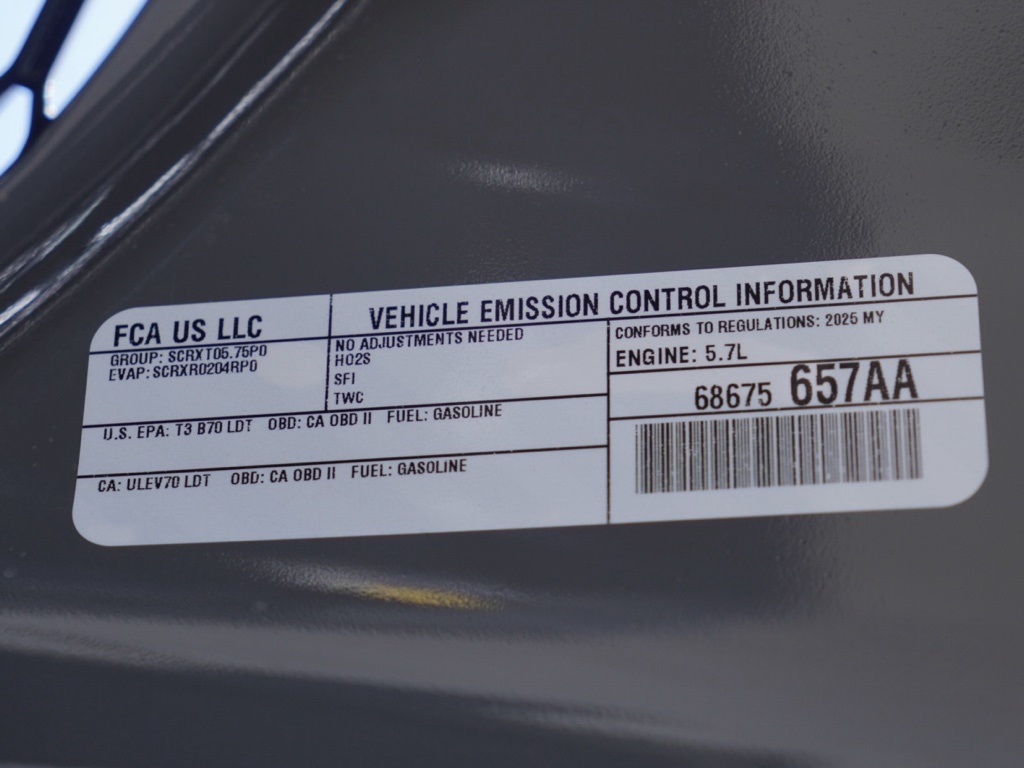 FCA US LLC
VEHICLE EMISSION CONTROL INFORMATION
GROUP: SCRXT05.75P0
EVAP: SCRXR0204RP0
NO ADJUSTMENTS NEEDED
HO2S
SFI
TWC
CONFORMS TO REGULATIONS: 2025 MY
ENGINE: 5.7L
68675 657AA
U.S. EPA: T3 B70 LDT OBD: CA OBD II FUEL: GASOLINE
CA: ULEV70 LDT OBD: CA OBD II FUEL: GASOLINE